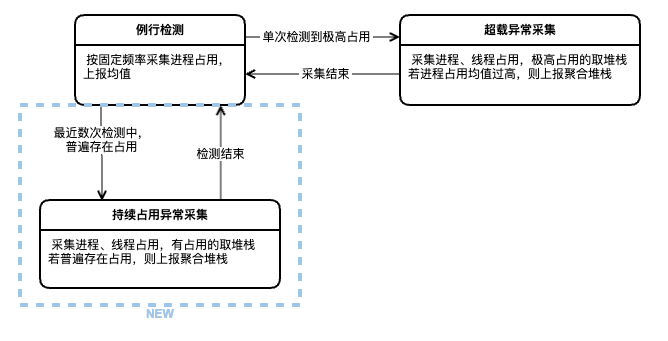 例行检测
按固定频率采集进程占用，
上报均值
单次检测到极高占用
采集结束
超载异常采集
采集进程、线程占用，极高占用的取堆栈
若进程占用均值过高，则上报聚合堆栈
最近数次检测中，
普遍存在占用
检测结束
持续占用异常采集
采集进程、线程占用，有占用的取堆栈
若普遍存在占用，则上报聚合堆栈
NEW